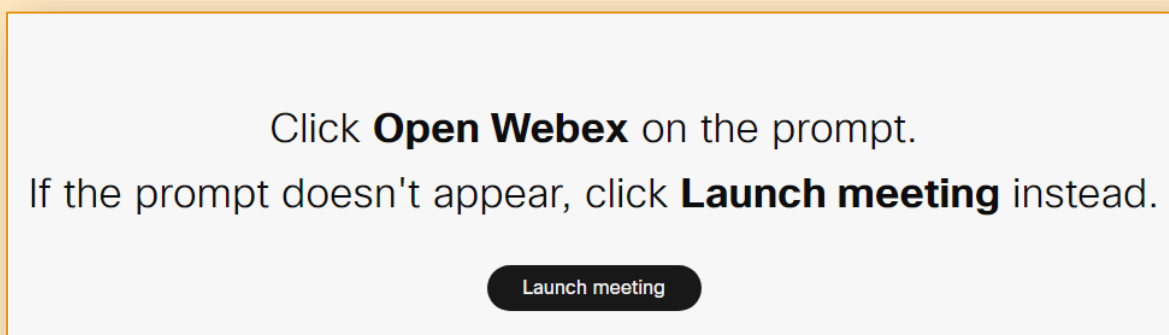 Click Open Webex on the prompt.
If the prompt doesn't appear, click Launch meeting instead.
Launch meeting